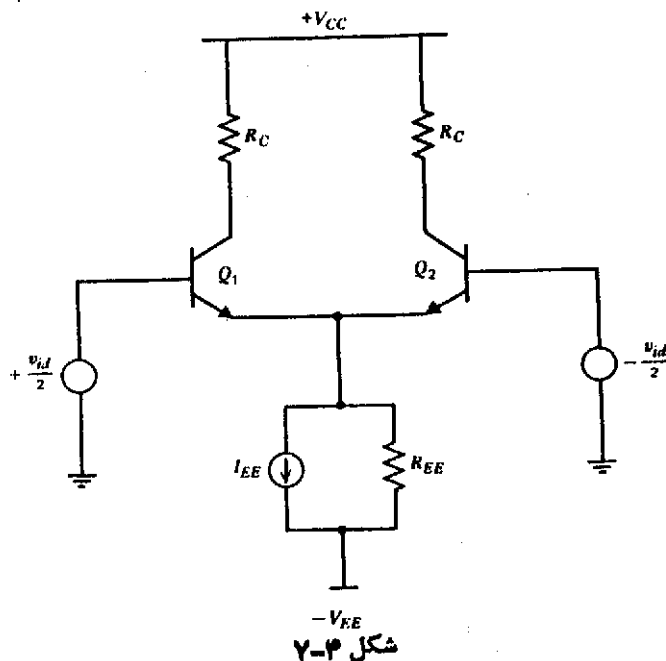 +V_CC
R_C
R_C
Q_1
Q_2
+ v_id/2
− v_id/2
I_EE
R_EE
−V_EE
شکل ۴-۷